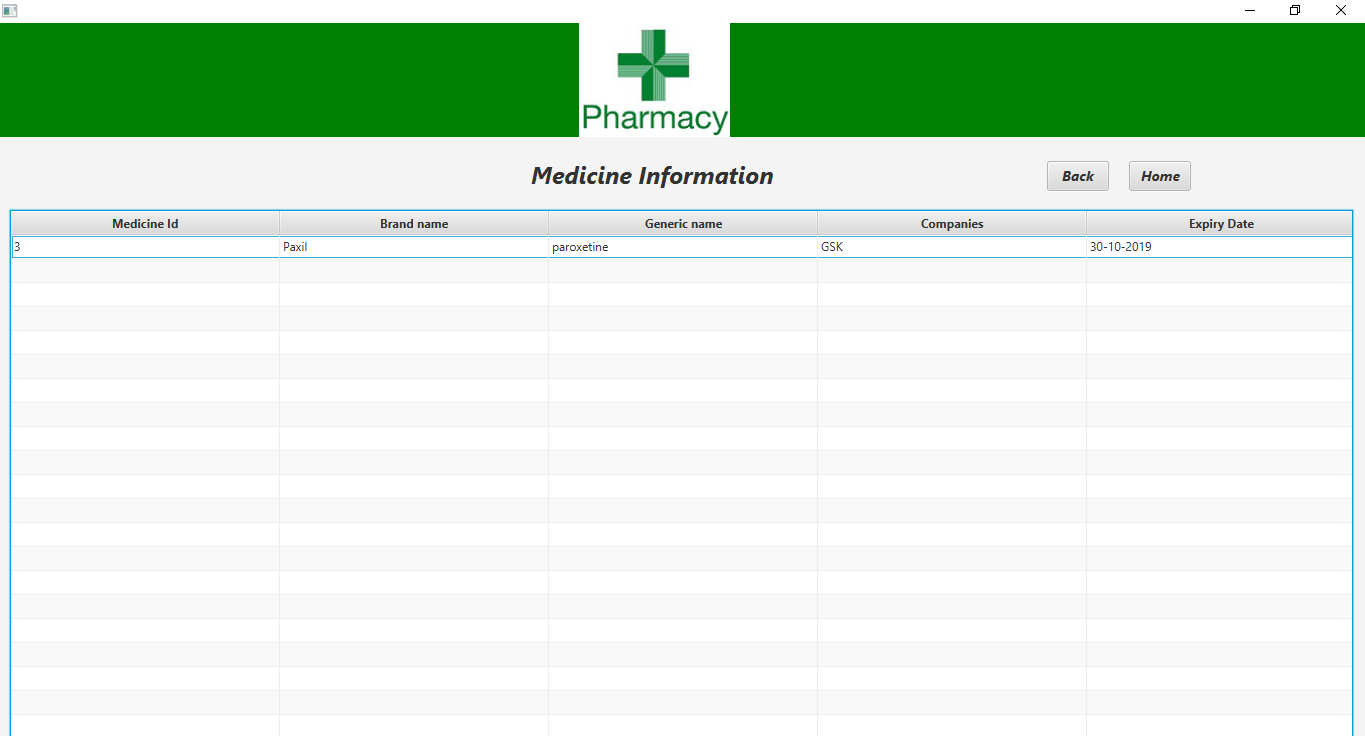 Pharmacy
Medicine Information
Back
Home
Medicine Id Brand name Generic name Companies Expiry Date
3 Paxil paroxetine GSK 30-10-2019